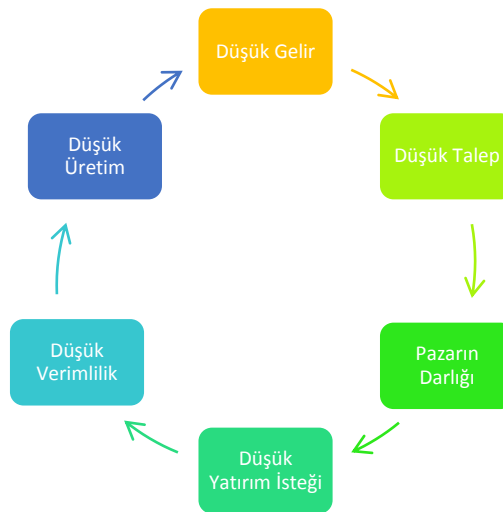 Düşük Gelir
Düşük Talep
Pazarın
Darlığı
Düşük
Yatırım İsteği
Düşük
Verimlilik
Düşük
Üretim